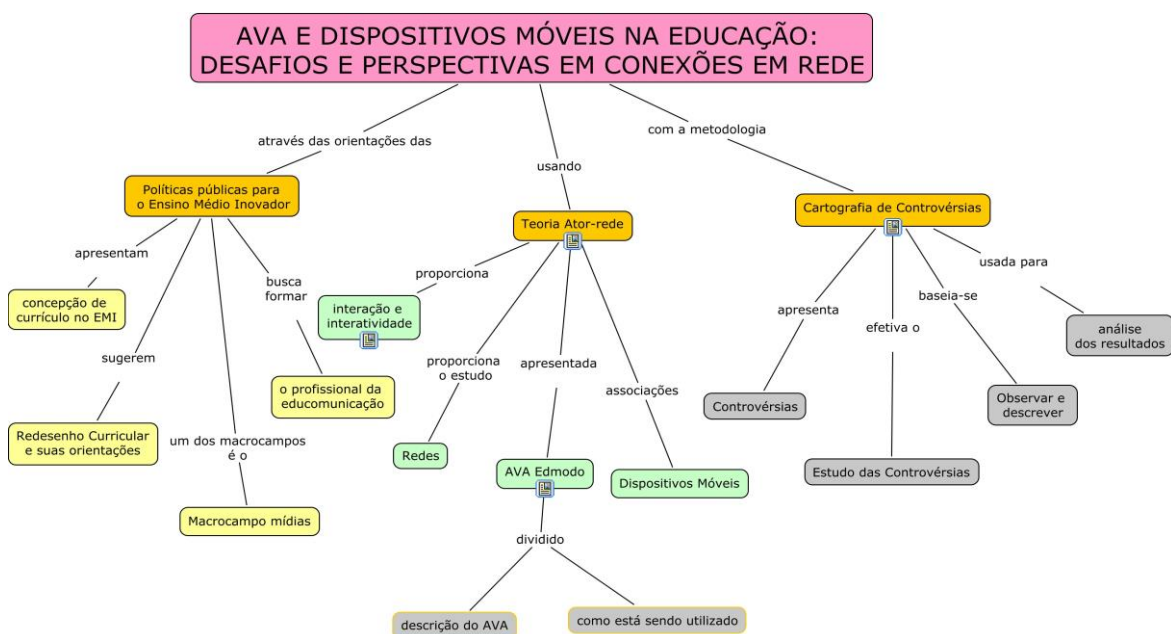 AVA E DISPOSITIVOS MÓVEIS NA EDUCAÇÃO:
DESAFIOS E PERSPECTIVAS EM CONEXÕES EM REDE
através das orientações das
usando
com a metodologia
Políticas públicas para
o Ensino Médio Inovador
Teoria Ator-rede
Cartografia de Controvérsias
apresentam
concepção de
currículo no EMI
sugerem
Redesenho Curricular
e suas orientações
um dos macrocampos
é o
Macrocampo mídias
busca
formar
o profissional da
educomunicação
proporciona
interação e
interatividade
proporciona
o estudo
Redes
apresentada
AVA Edmodo
associações
Dispositivos Móveis
dividido
descrição do AVA
como está sendo utilizado
apresenta
Controvérsias
efetiva o
Estudo das Controvérsias
baseia-se
Observar e
descrever
usada para
análise
dos resultados